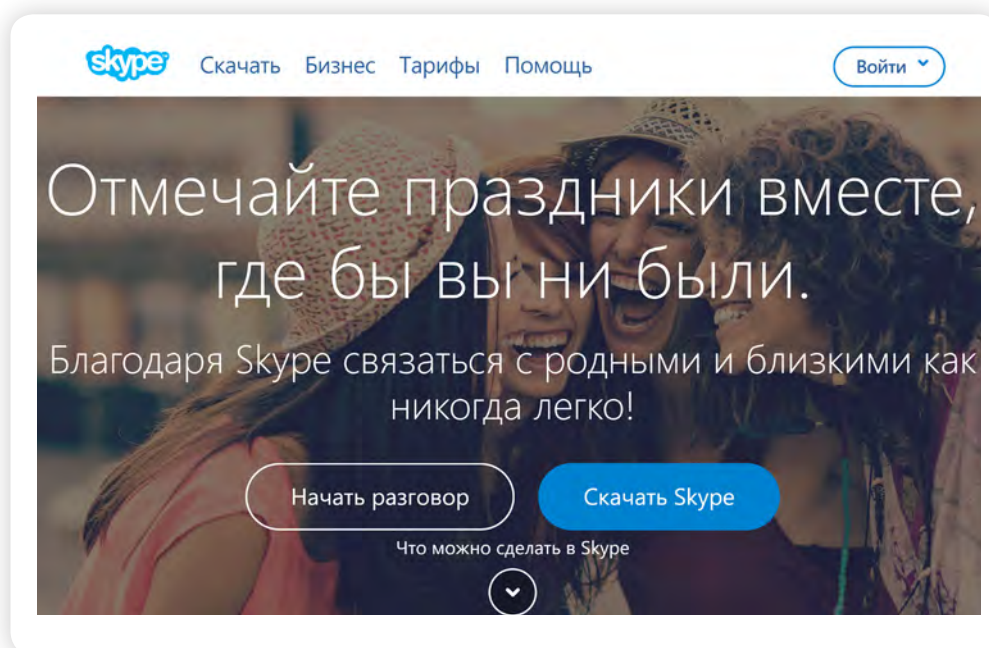 skype Скачать Бизнес Тарифы Помощь Войти
Отмечайте праздники вместе,
где бы вы ни были.
Благодаря Skype связаться с родными и близкими как
никогда легко!
Начать разговор Скачать Skype
Что можно сделать в Skype